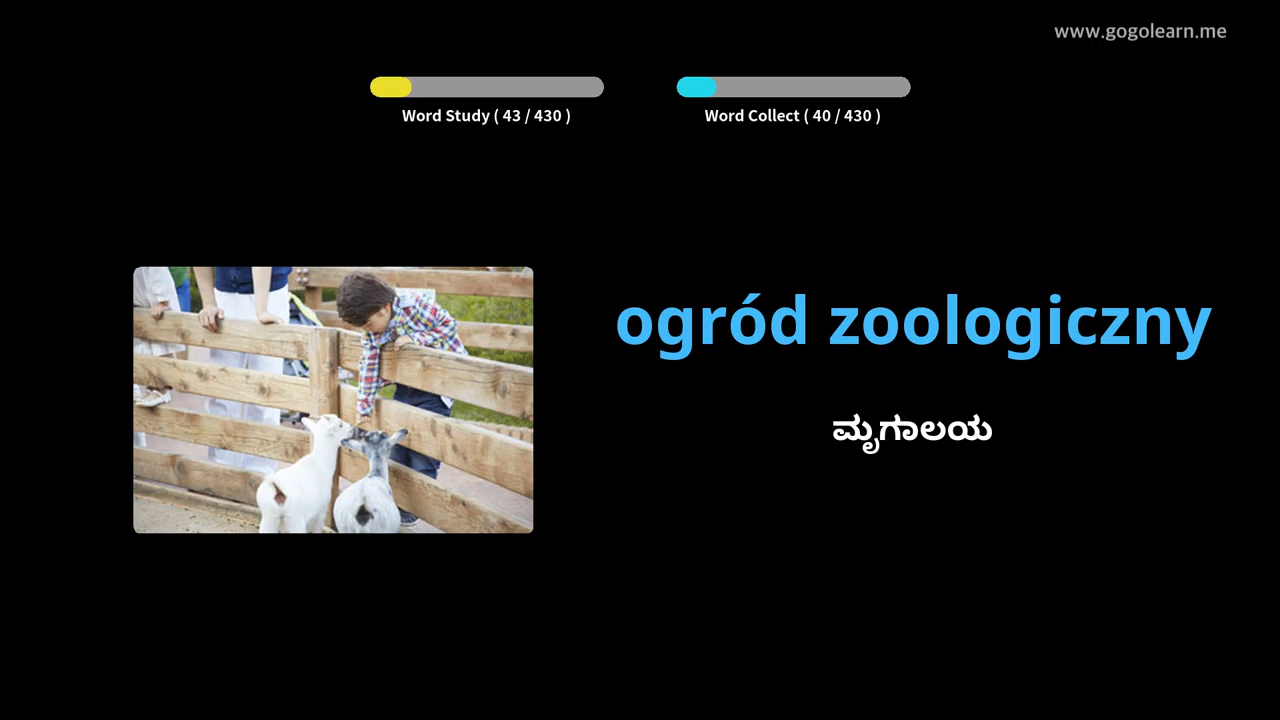 www.gogolearn.me
Word Study ( 43 / 430 )
Word Collect ( 40 / 430 )
ogród zoologiczny
ಮೃಗಾಲಯ